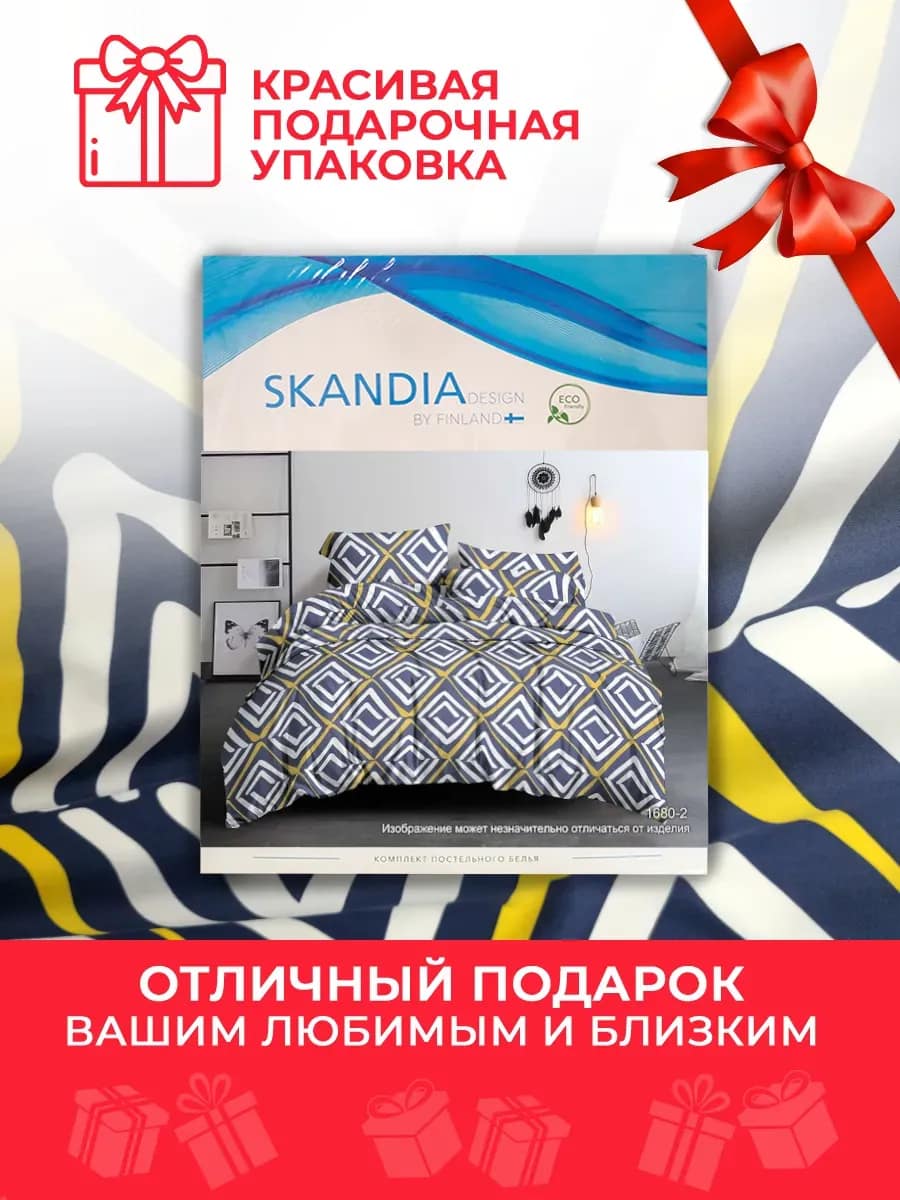 КРАСИВАЯ
ПОДАРОЧНАЯ
УПАКОВКА
SKANDIA DESIGN
BY FINLAND
ECO
friendly
1680-2
Изображение может незначительно отличаться от изделия
КОМПЛЕКТ ПОСТЕЛЬНОГО БЕЛЬЯ
ОТЛИЧНЫЙ ПОДАРОК
ВАШИМ ЛЮБИМЫМ И БЛИЗКИМ